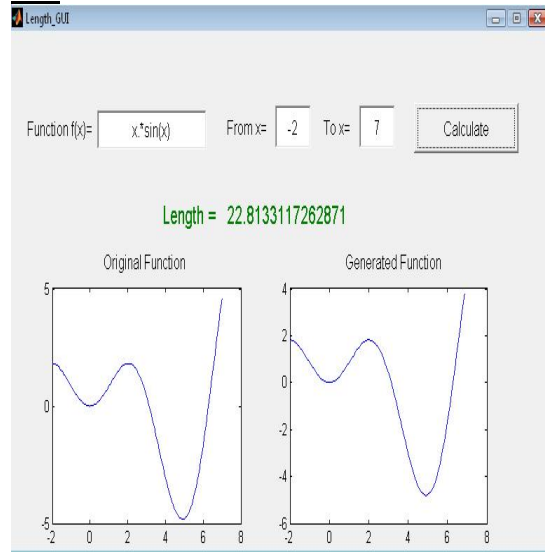 Length_GUI
Function f(x)= x.*sin(x) From x= -2 To x= 7 Calculate
Length = 22.8133117262871
Original Function Generated Function
5 4
2
0 0
-2
-4
-5 -6
-2 0 2 4 6 8 -2 0 2 4 6 8